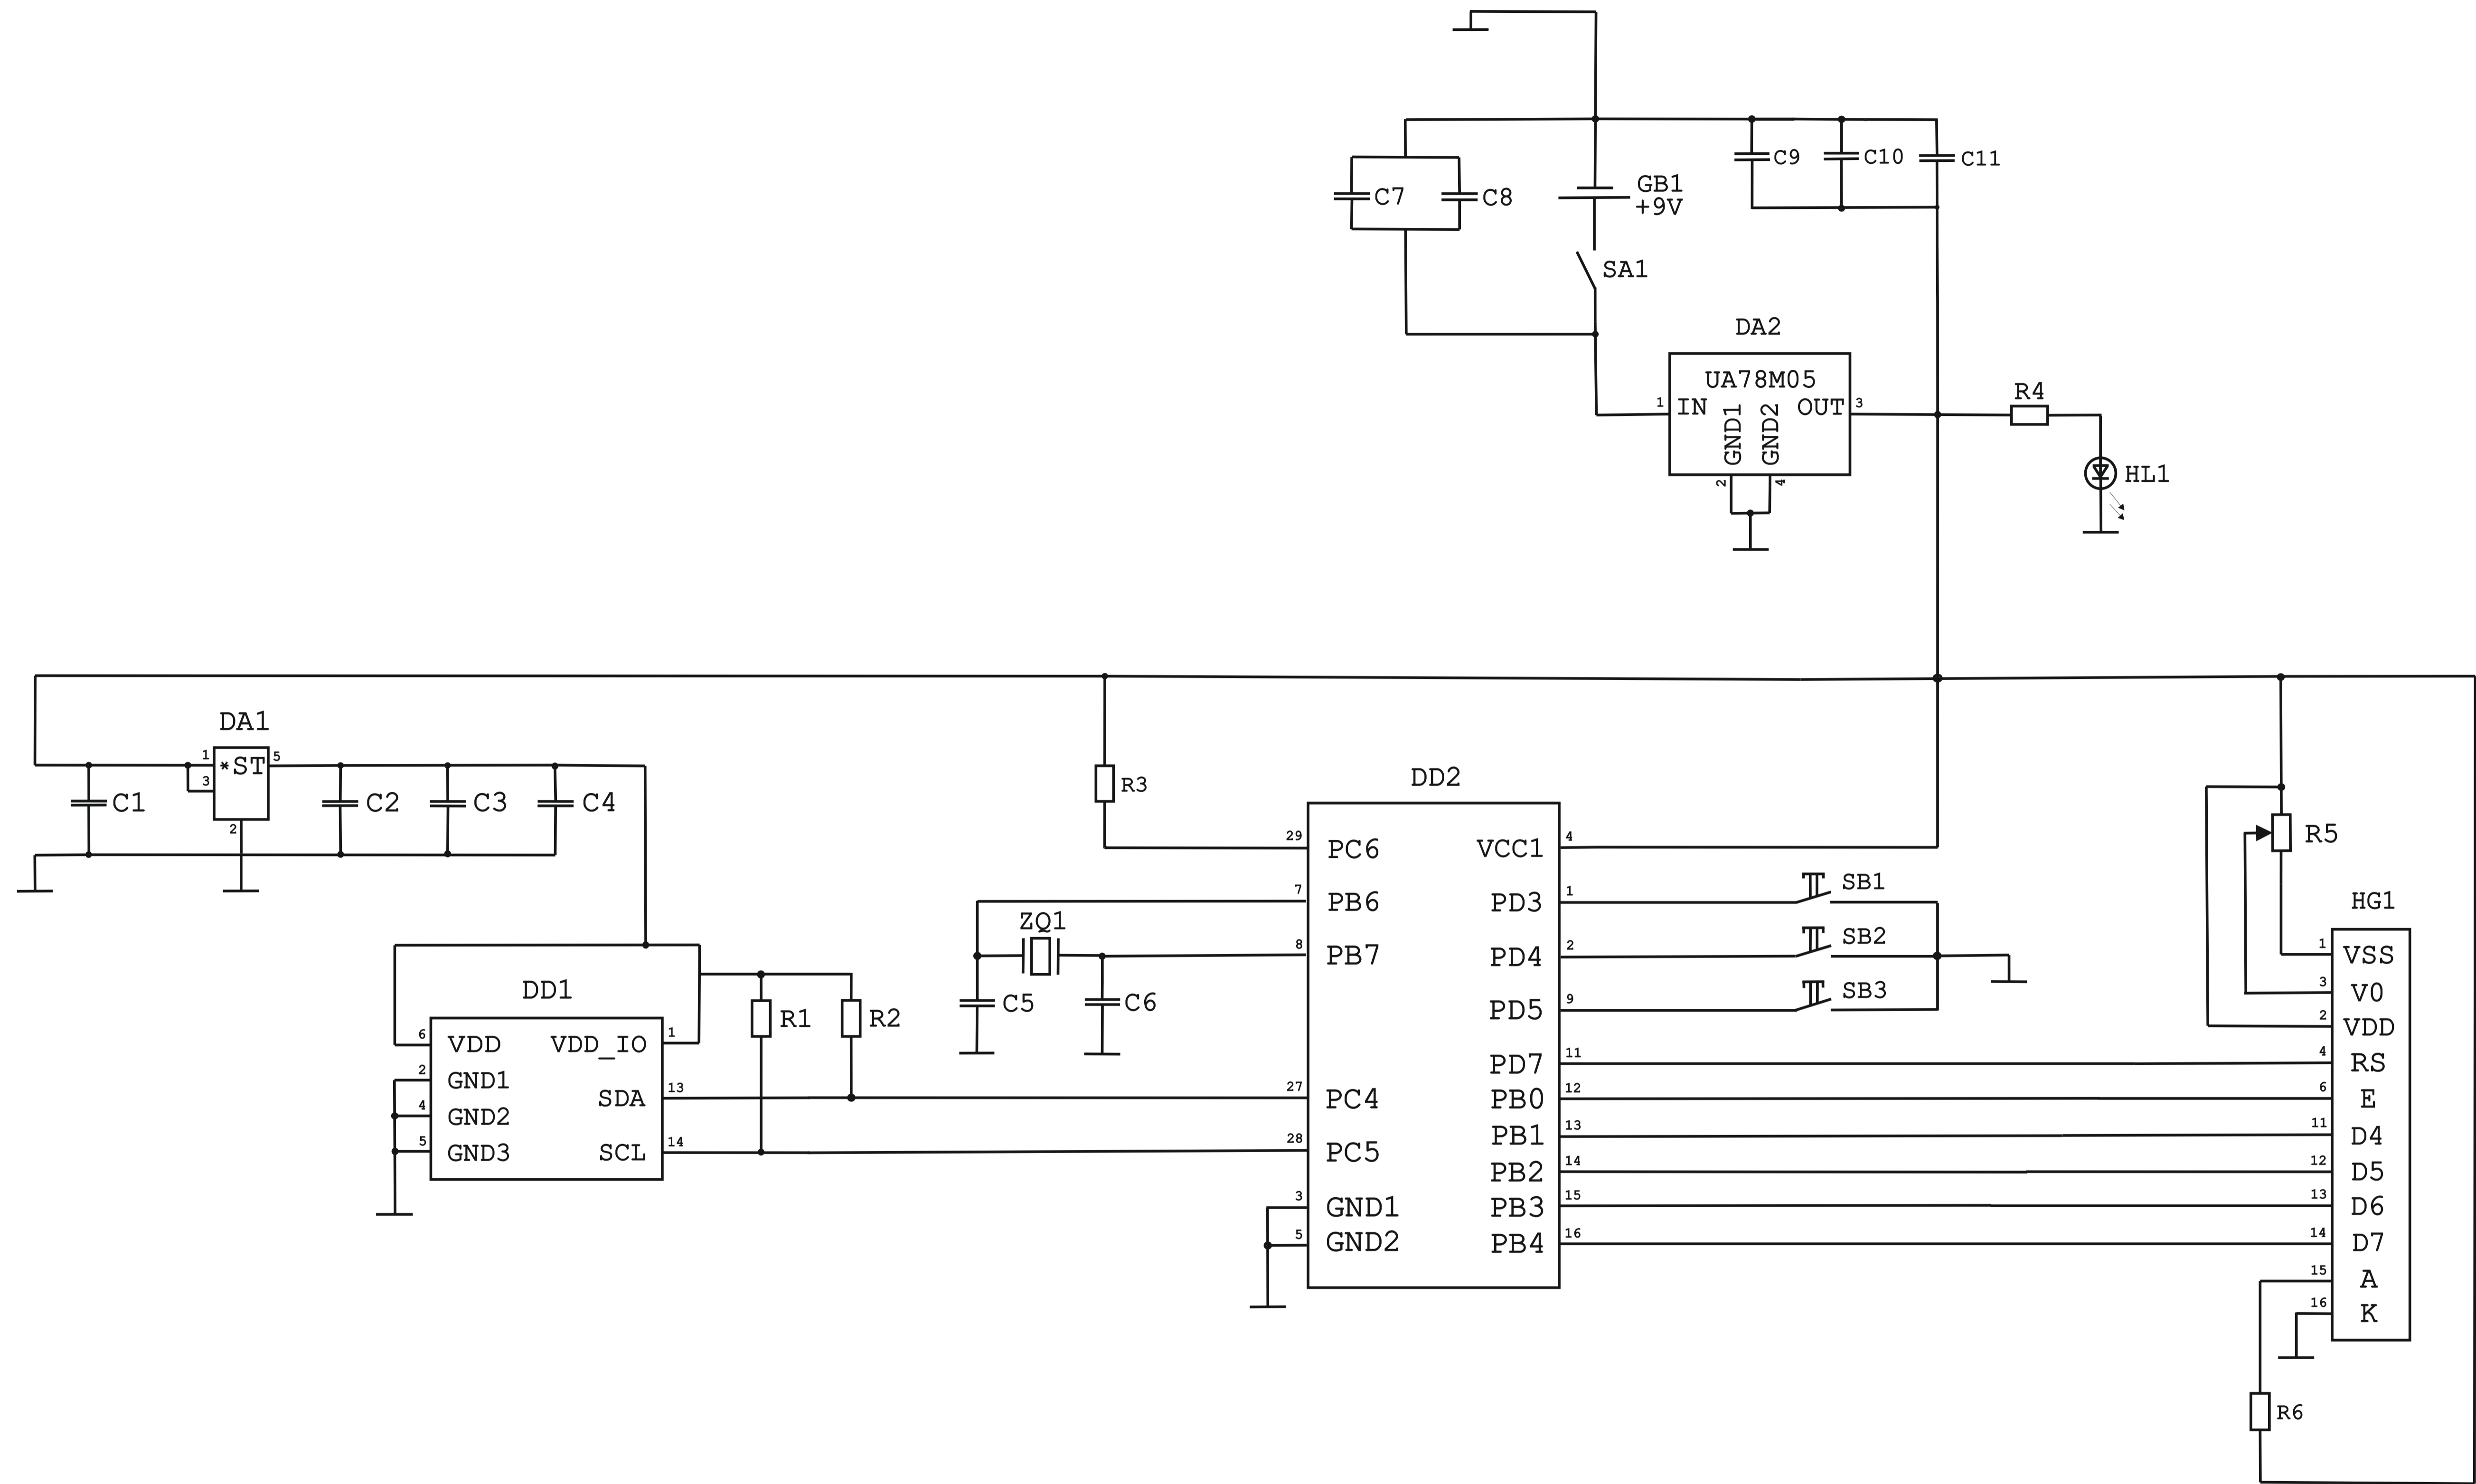 C7
C8
GB1
+9V
C9
C10
C11
SA1
DA2
UA78M05
1
IN
GND1
GND2
OUT
3
2
4
R4
HL1
DA1
1
3
*ST
5
2
C1
C2
C3
C4
R3
DD2
29
PC6
VCC1
4
7
PB6
PD3
1
SB1
8
PB7
PD4
2
SB2
PD5
9
SB3
PD7
11
27
PC4
PB0
12
PB1
13
28
PC5
PB2
14
3
GND1
PB3
15
5
GND2
PB4
16
ZQ1
C5
C6
DD1
6
VDD
VDD_IO
1
2
GND1
SDA
13
4
GND2
5
GND3
SCL
14
R1
R2
R5
HG1
1
VSS
3
V0
2
VDD
4
RS
6
E
11
D4
12
D5
13
D6
14
D7
15
A
16
K
R6